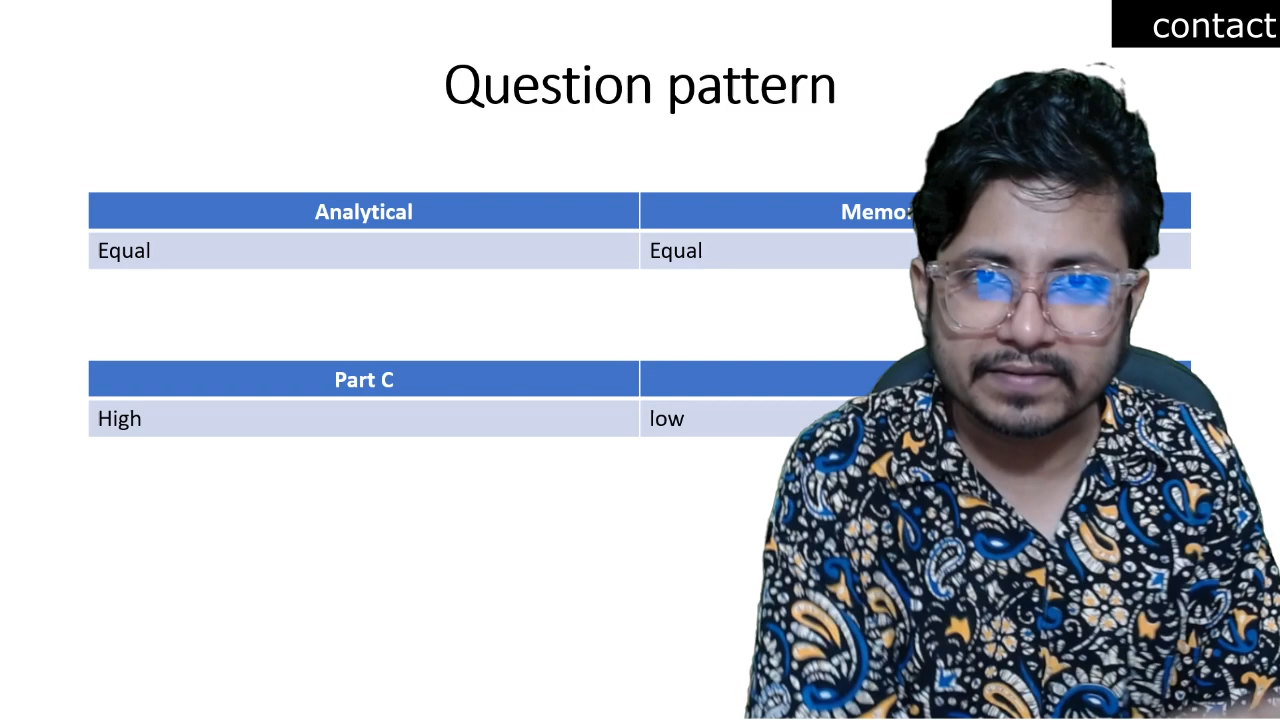 contact
Question pattern
Analytical
Equal
Equal
Part C
High
low